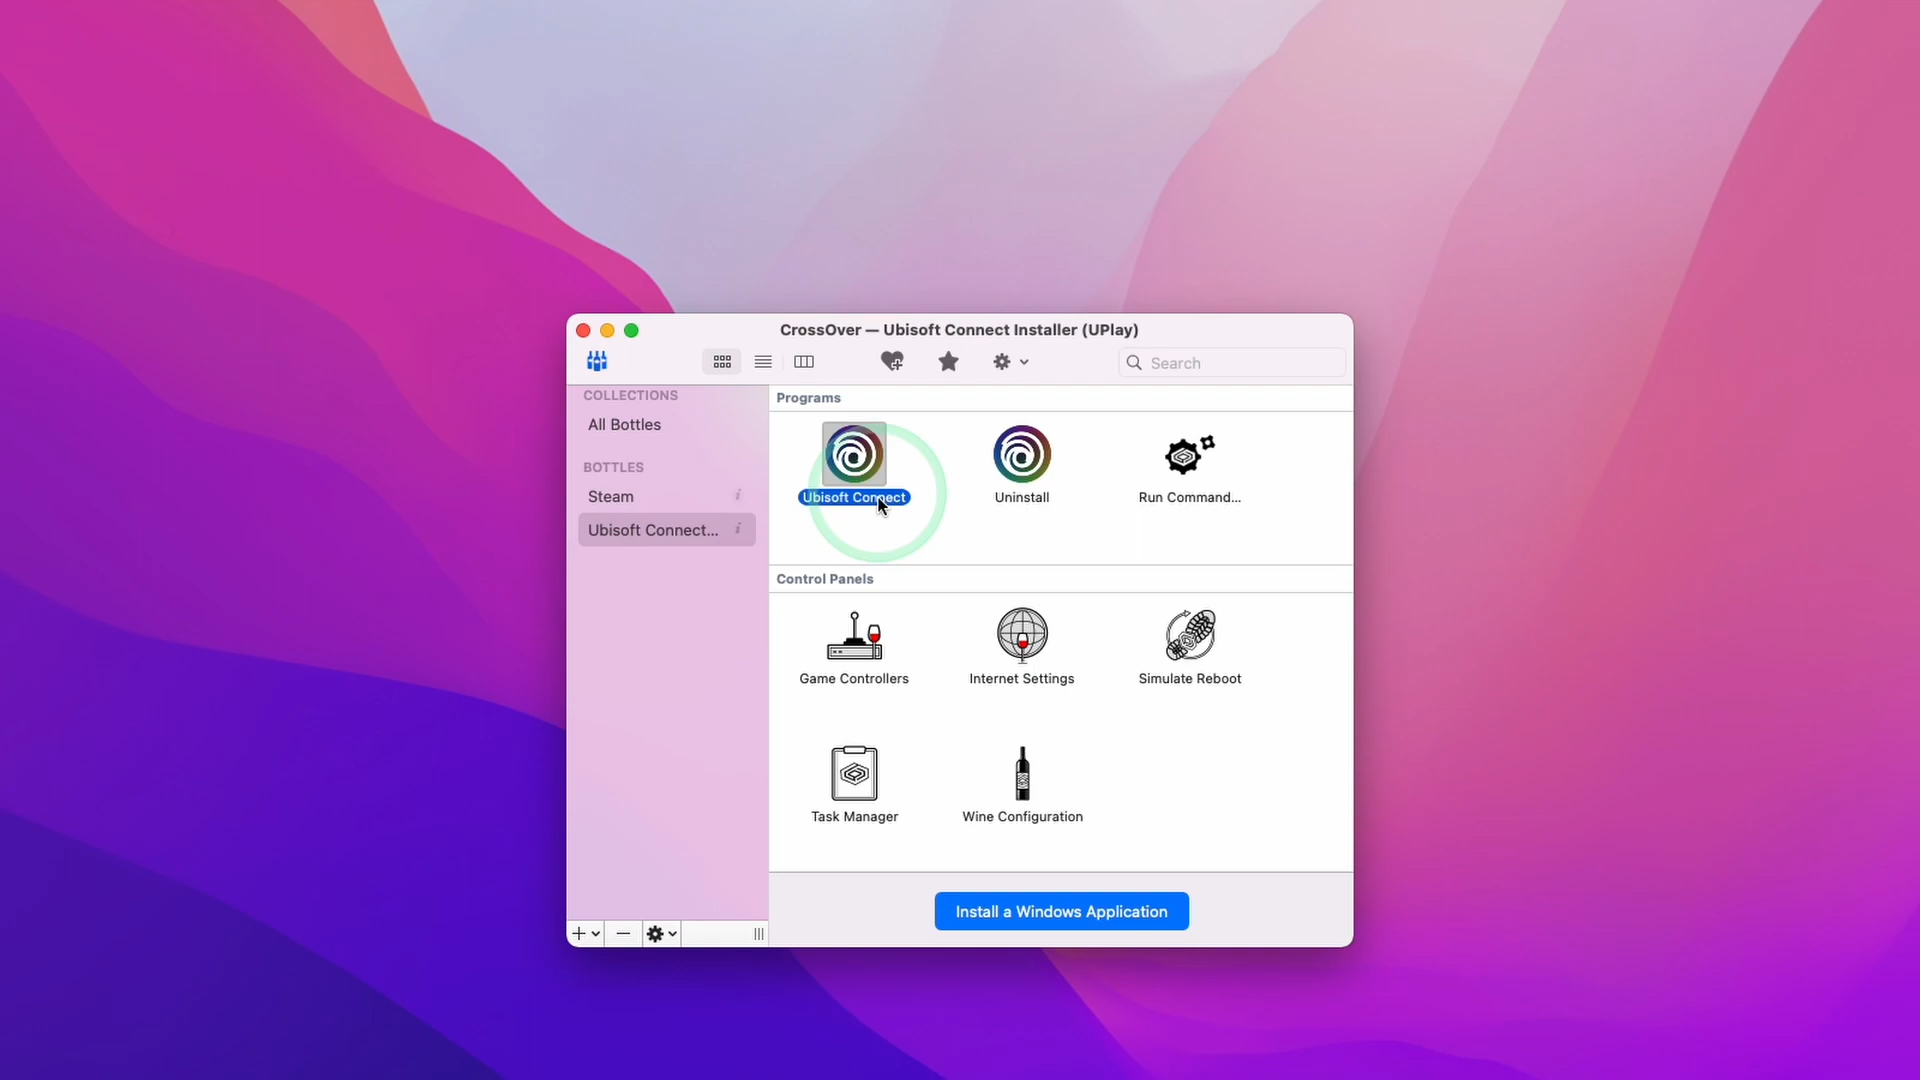 CrossOver — Ubisoft Connect Installer (UPlay)
Search
COLLECTIONS
All Bottles
BOTTLES
Steam
Ubisoft Connect...
Programs
Ubisoft Connect
Uninstall
Run Command...
Control Panels
Game Controllers
Internet Settings
Simulate Reboot
Task Manager
Wine Configuration
Install a Windows Application